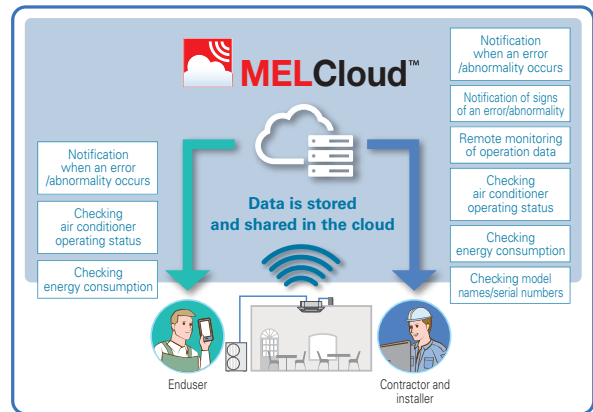 MELCloud™
Notification
when an error
/abnormality occurs
Checking
air conditioner
operating status
Checking
energy consumption
Data is stored
and shared in the cloud
Notification
when an error
/abnormality occurs
Notification of signs
of an error/abnormality
Remote monitoring
of operation data
Checking
air conditioner
operating status
Checking
energy consumption
Checking model
names/serial numbers
Enduser
Contractor and
installer